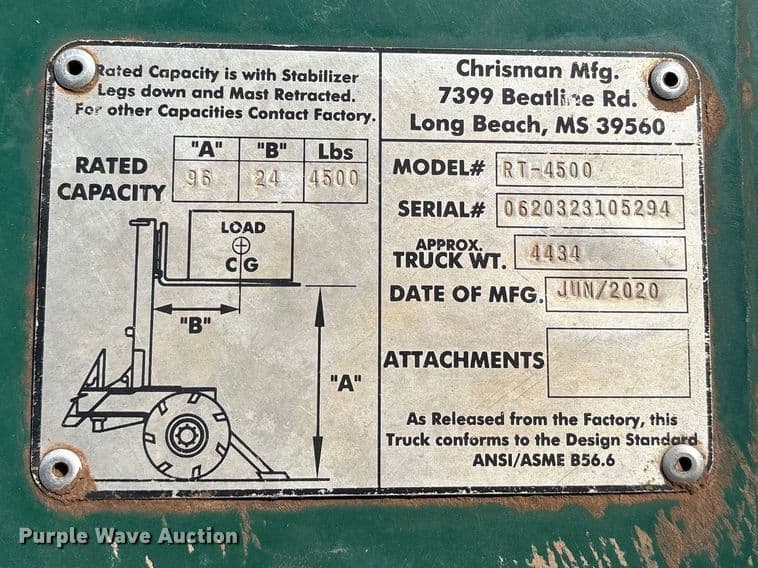 Rated Capacity is with Stabilizer
Legs down and Mast Retracted.
For other Capacities Contact Factory.
"A" "B" Lbs
RATED CAPACITY 96 24 4500
LOAD
CG
"B"
"A"
Chrisman Mfg.
7399 Beatline Rd.
Long Beach, MS 39560
MODEL# RT-4500
SERIAL# 0620323105294
APPROX.
TRUCK WT. 4434
DATE OF MFG. JUN/2020
ATTACHMENTS
As Released from the Factory, this
Truck conforms to the Design Standard
ANSI/ASME B56.6
Purple Wave Auction